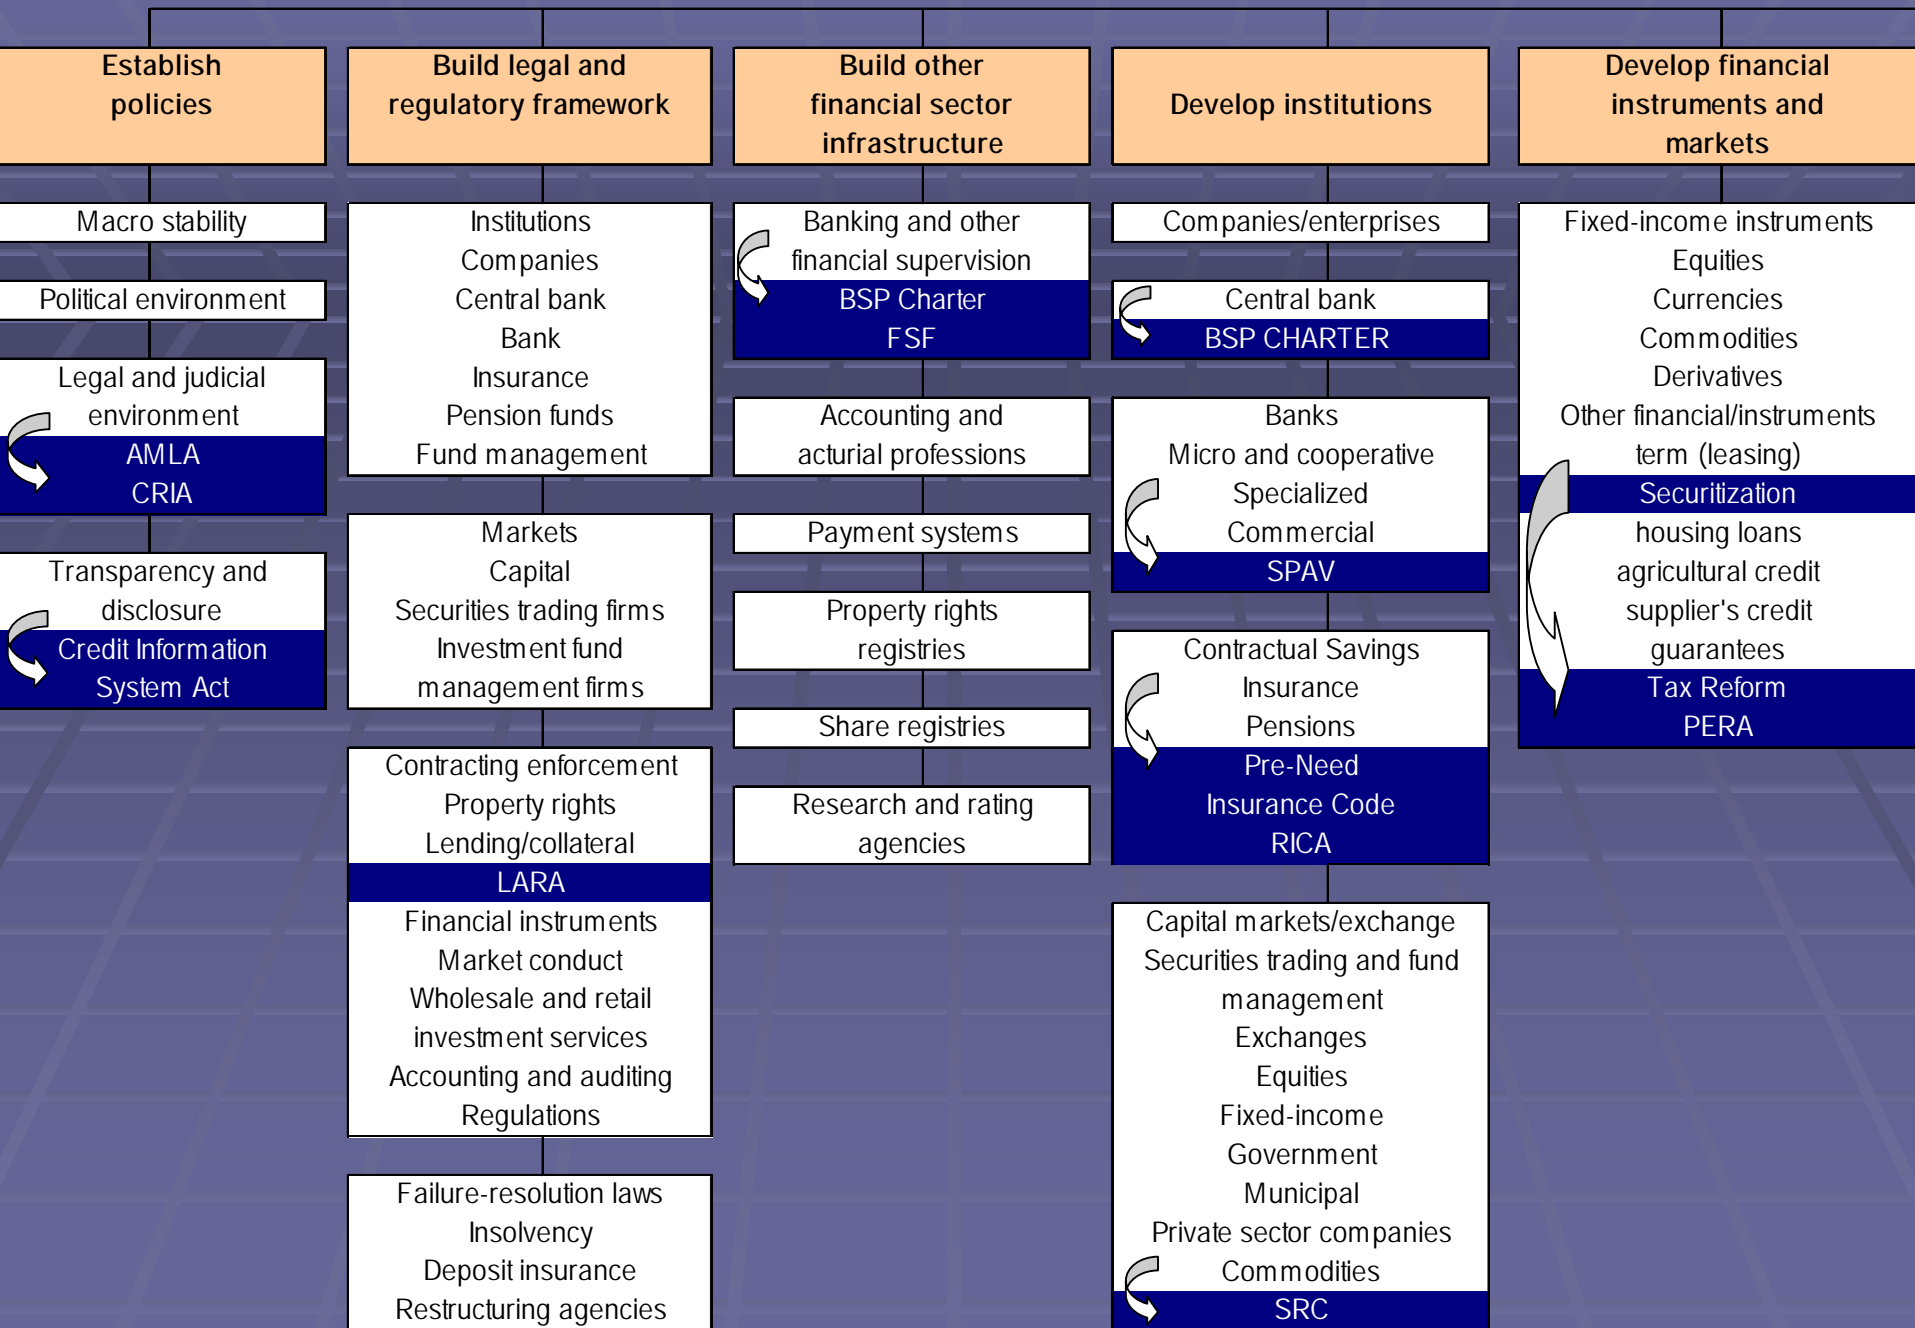 Establish
policies
Macro stability
Political environment
Legal and judicial
environment
AMLA
CRIA
Transparency and
disclosure
Credit Information
System Act
Build legal and
regulatory framework
Institutions
Companies
Central bank
Bank
Insurance
Pension funds
Fund management
Markets
Capital
Securities trading firms
Investment fund
management firms
Contracting enforcement
Property rights
Lending/collateral
LARA
Financial instruments
Market conduct
Wholesale and retail
investment services
Accounting and auditing
Regulations
Failure-resolution laws
Insolvency
Deposit insurance
Restructuring agencies
Build other
financial sector
infrastructure
Banking and other
financial supervision
BSP Charter
FSF
Accounting and
acturial professions
Payment systems
Property rights
registries
Share registries
Research and rating
agencies
Develop institutions
Companies/enterprises
Central bank
BSP CHARTER
Banks
Micro and cooperative
Specialized
Commercial
SPAV
Contractual Savings
Insurance
Pensions
Pre-Need
Insurance Code
RICA
Capital markets/exchange
Securities trading and fund
management
Exchanges
Equities
Fixed-income
Government
Municipal
Private sector companies
Commodities
SRC
Develop financial
instruments and
markets
Fixed-income instruments
Equities
Currencies
Commodities
Derivatives
Other financial/instruments
term (leasing)
Securitization
housing loans
agricultural credit
supplier's credit
guarantees
Tax Reform
PERA